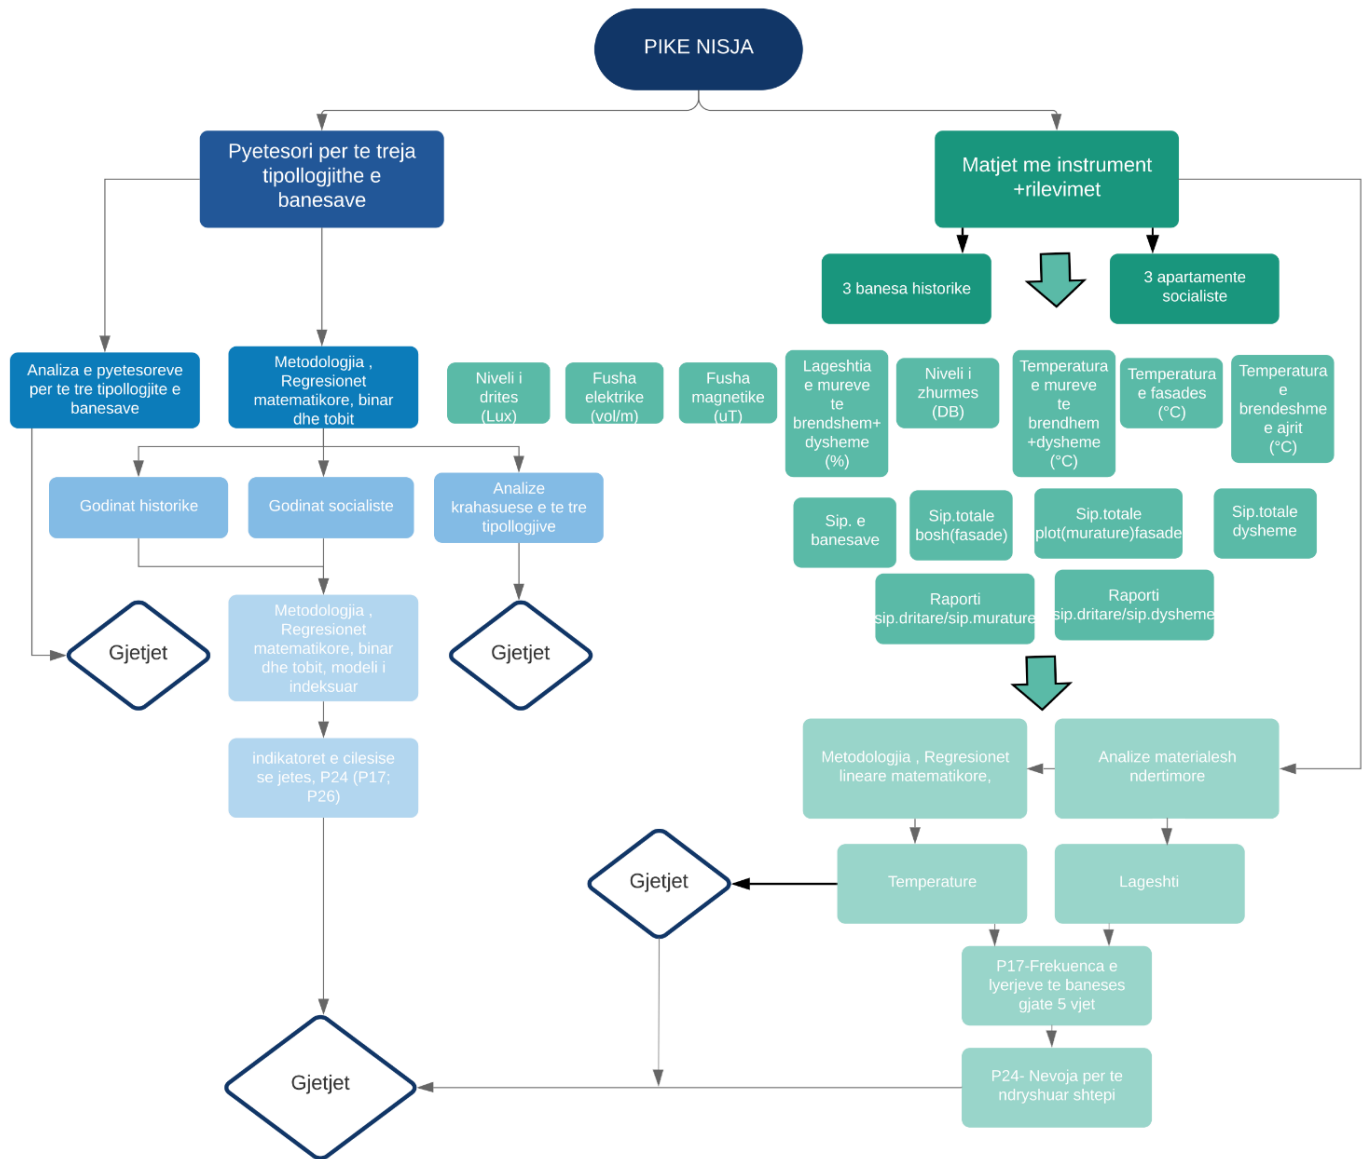 PIKE NISJA
Pyetesori per te treja
tipollogjithe e
banesave
Matjet me instrument
+rilevimet
3 banesa historike
3 apartamente
socialiste
Analiza e pyetesoreve
per te tre tipollogjite e
banesave
Metodologjia ,
Regresionet
matematikore, binar
dhe tobit
Niveli i
drites
(Lux)
Fusha
elektrike
(vol/m)
Fusha
magnetike
(uT)
Lageshtia
e mureve
te
brendshem+
dysheme
(%)
Niveli i
zhurmes
(DB)
Temperatura
e mureve
te
brendhem
+dysheme
(°C)
Temperatura
e fasades
(°C)
Temperatura
e
brendeshme
e ajrit
(°C)
Godinat historike
Godinat socialiste
Analize
krahasuese e te tre
tipollogjive
Sip. e
banesave
Sip.totale
bosh(fasade)
Sip.totale
plot(murature)fasade
Sip.totale
dysheme
Raporti
sip.dritare/sip.murature
Raporti
sip.dritare/sip.dysheme
Gjetjet
Metodologjia ,
Regresionet
matematikore, binar
dhe tobit, modeli i
indeksuar
Gjetjet
indikatoret e cilesise
se jetes, P24 (P17;
P26)
Metodologjia , Regresionet
lineare matematikore,
Analize materialesh
ndertimore
Gjetjet
Temperature
Lageshti
P17-Frekuenca e
lyerjeve te baneses
gjate 5 vjet
Gjetjet
P24- Nevoja per te
ndryshuar shtepi